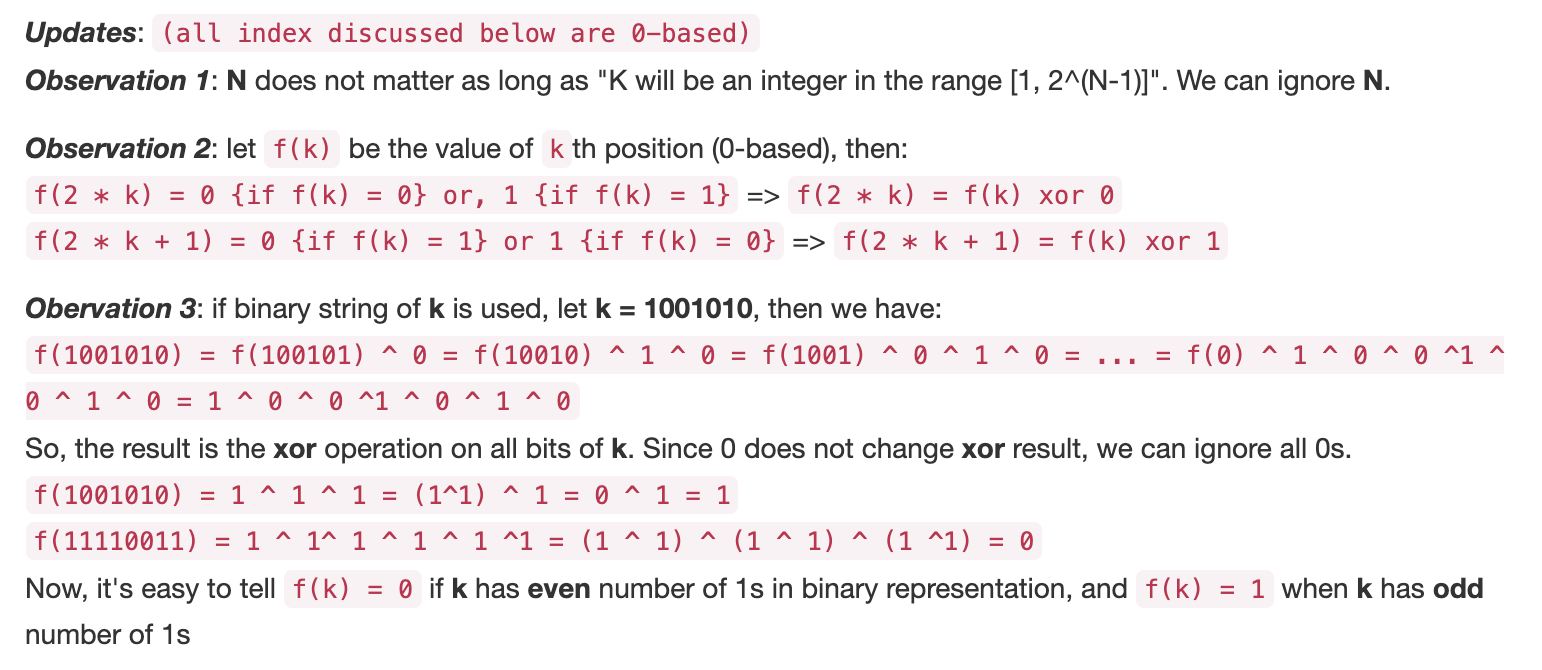 Updates: (all index discussed below are 0-based)
Observation 1: N does not matter as long as "K will be an integer in the range [1, 2^(N-1)]". We can ignore N.
Observation 2: let f(k) be the value of k th position (0-based), then:
f(2 * k) = 0 {if f(k) = 0} or, 1 {if f(k) = 1} => f(2 * k) = f(k) xor 0
f(2 * k + 1) = 0 {if f(k) = 1} or 1 {if f(k) = 0} => f(2 * k + 1) = f(k) xor 1
Obervation 3: if binary string of k is used, let k = 1001010, then we have:
f(1001010) = f(100101) ^ 0 = f(10010) ^ 1 ^ 0 = f(1001) ^ 0 ^ 1 ^ 0 = ... = f(0) ^ 1 ^ 0 ^ 0 ^1 ^
0 ^ 1 ^ 0 = 1 ^ 0 ^ 0 ^1 ^ 0 ^ 1 ^ 0
So, the result is the xor operation on all bits of k. Since 0 does not change xor result, we can ignore all 0s.
f(1001010) = 1 ^ 1 ^ 1 = (1^1) ^ 1 = 0 ^ 1 = 1
f(11110011) = 1 ^ 1^ 1 ^ 1 ^ 1 ^1 = (1 ^ 1) ^ (1 ^ 1) ^ (1 ^1) = 0
Now, it's easy to tell f(k) = 0 if k has even number of 1s in binary representation, and f(k) = 1 when k has odd
number of 1s